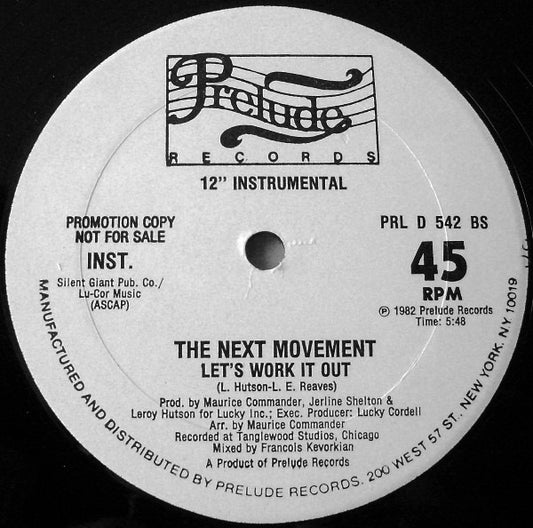 Prelude
RECORDS
12" INSTRUMENTAL
PROMOTION COPY
NOT FOR SALE
INST.
Silent Giant Pub. Co./
Lu-Cor Music
(ASCAP)
PRL D 542 BS
45
RPM
℗ 1982 Prelude Records
Time: 5:48
THE NEXT MOVEMENT
LET'S WORK IT OUT
(L. Hutson-L. E. Reaves)
Prod. by Maurice Commander, Jerline Shelton &
Leroy Hutson for Lucky Inc.; Exec. Producer: Lucky Cordell
Arr. by Maurice Commander
Recorded at Tanglewood Studios, Chicago
Mixed by Francois Kevorkian
A Product of Prelude Records
MANUFACTURED AND DISTRIBUTED BY PRELUDE RECORDS. 200 WEST 57 ST., NEW YORK, NY 10019